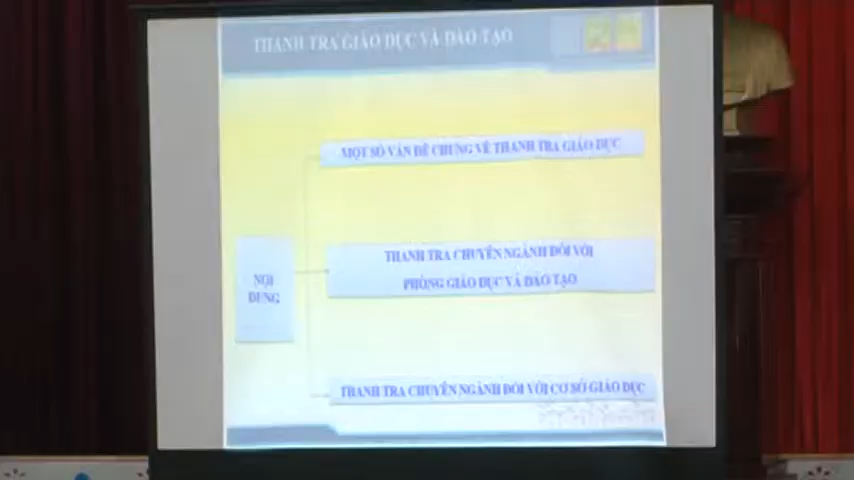 THANH TRA GIÁO DỤC VÀ ĐÀO TẠO
MỘT SỐ VẤN ĐỀ CHUNG VỀ THANH TRA GIÁO DỤC
NỘI
DUNG
THANH TRA CHUYÊN NGÀNH ĐỐI VỚI
PHÒNG GIÁO DỤC VÀ ĐÀO TẠO
THANH TRA CHUYÊN NGÀNH ĐỐI VỚI CƠ SỞ GIÁO DỤC